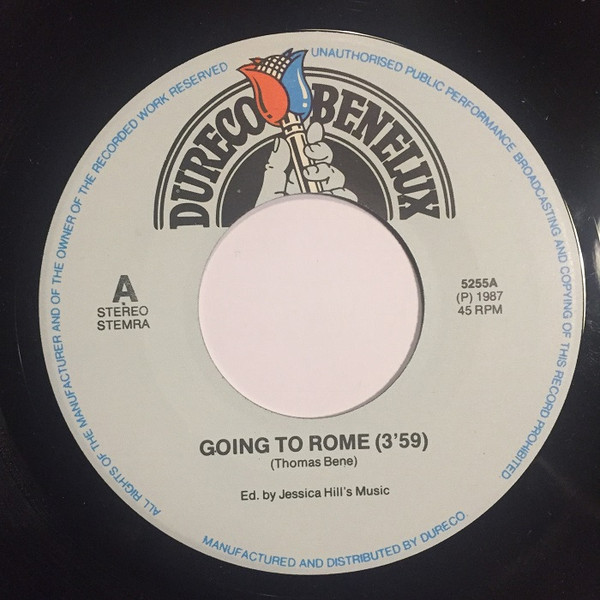 DURECO BENELUX
A
STEREO
STEMRA
5255A
(P) 1987
45 RPM
GOING TO ROME (3'59)
(Thomas Bene)
Ed. by Jessica Hill's Music
ALL RIGHTS OF THE MANUFACTURER AND OF THE OWNER OF THE RECORDED WORK RESERVED
UNAUTHORISED PUBLIC PERFORMANCE BROADCASTING AND COPYING OF THIS RECORD PROHIBITED
MANUFACTURED AND DISTRIBUTED BY DURECO.